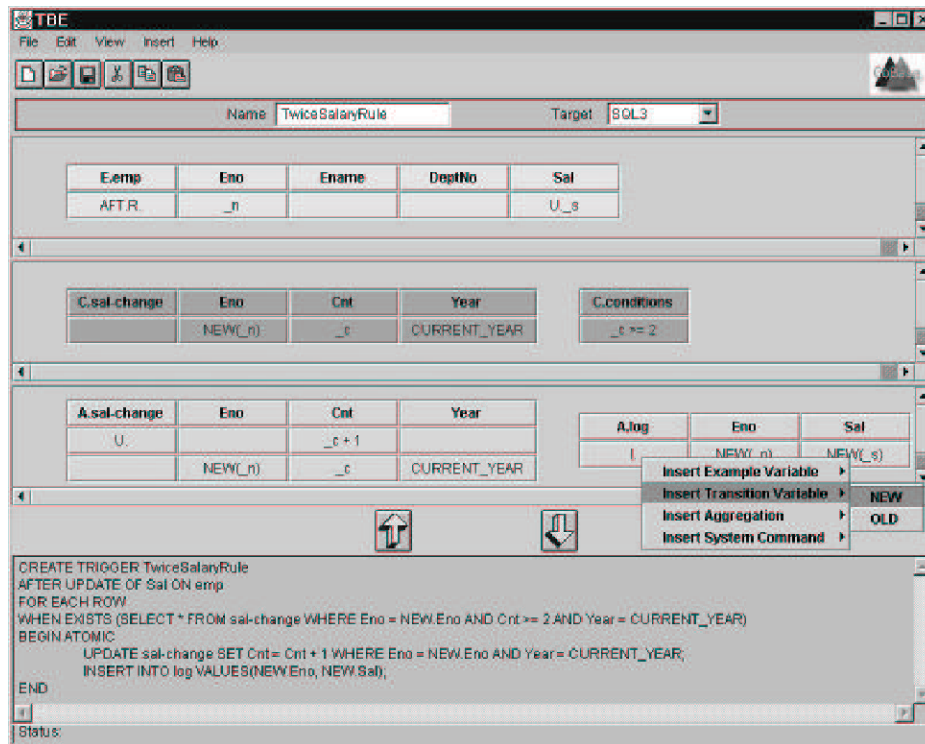 TBE
File Edit View Insert Help
Name TwiceSalaryRule Target SQL3
E.emp Eno Ename DeptNo Sal
AFT.R. _n U._s
C.sal-change Eno Cnt Year C.conditions
NEW(_n) _c CURRENT_YEAR _c >= 2
A.sal-change Eno Cnt Year
A.log Eno Sal
U. _c + 1
I. NEW(_n) NEW(_s)
NEW(_n) _c CURRENT_YEAR
Insert Example Variable
Insert Transition Variable NEW
Insert Aggregation OLD
Insert System Command
CREATE TRIGGER TwiceSalaryRule
AFTER UPDATE OF Sal ON emp
FOR EACH ROW
WHEN EXISTS (SELECT * FROM sal-change WHERE Eno = NEW.Eno AND Cnt >= 2 AND Year = CURRENT_YEAR)
BEGIN ATOMIC
UPDATE sal-change SET Cnt = Cnt + 1 WHERE Eno = NEW.Eno AND Year = CURRENT_YEAR;
INSERT INTO log VALUES(NEW.Eno, NEW.Sal);
END
Status: